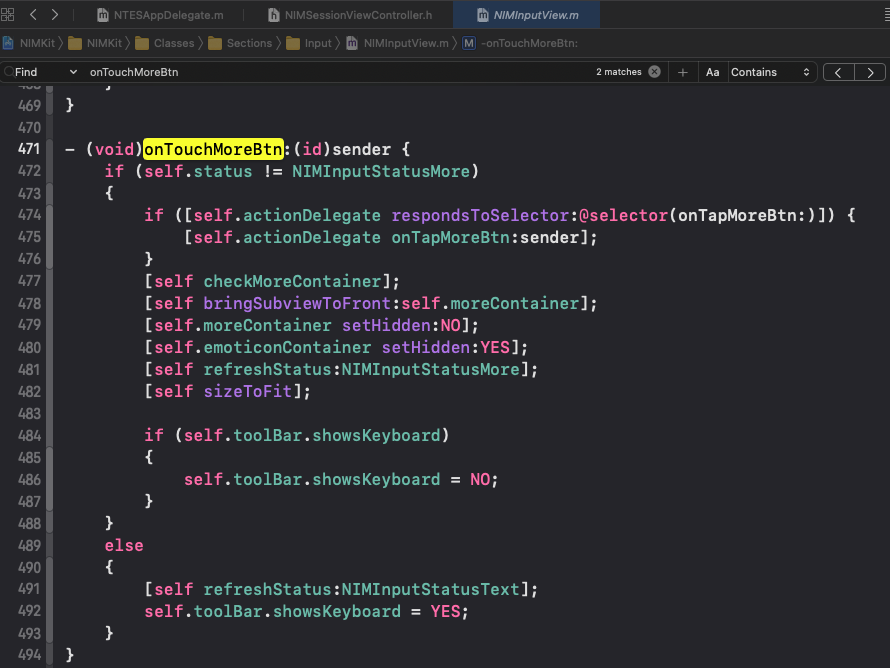 NTESAppDelegate.m
NIMSessionViewController.h
NIMInputView.m
NIMKit
NIMKit
Classes
Sections
Input
NIMInputView.m
M -onTouchMoreBtn:
Find
onTouchMoreBtn
2 matches
Aa
Contains
468 }
469 }
470
471 – (void)onTouchMoreBtn:(id)sender {
472 if (self.status != NIMInputStatusMore)
473 {
474 if ([self.actionDelegate respondsToSelector:@selector(onTapMoreBtn:)]) {
475 [self.actionDelegate onTapMoreBtn:sender];
476 }
477 [self checkMoreContainer];
478 [self bringSubviewToFront:self.moreContainer];
479 [self.moreContainer setHidden:NO];
480 [self.emoticonContainer setHidden:YES];
481 [self refreshStatus:NIMInputStatusMore];
482 [self sizeToFit];
483
484 if (self.toolBar.showsKeyboard)
485 {
486 self.toolBar.showsKeyboard = NO;
487 }
488 }
489 else
490 {
491 [self refreshStatus:NIMInputStatusText];
492 self.toolBar.showsKeyboard = YES;
493 }
494 }